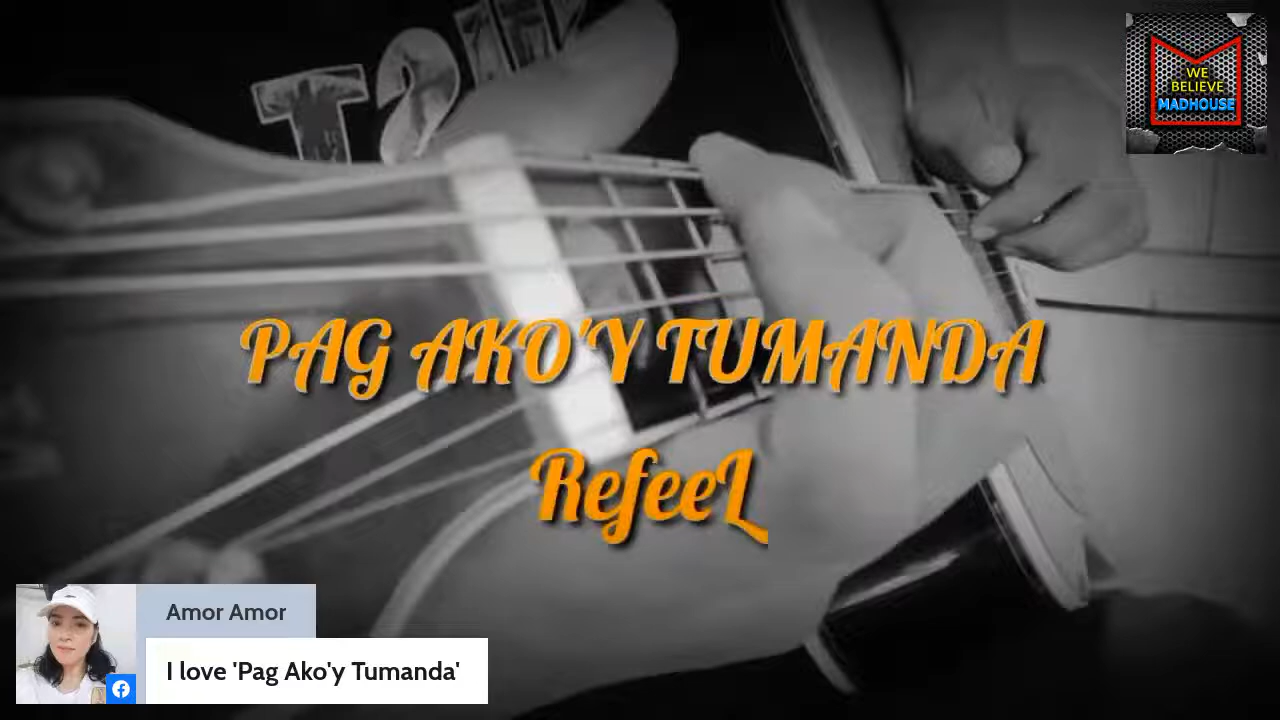 WE
BELIEVE
MADHOUSE
PAG AKO'Y TUMANDA
RefeeL
Amor Amor
I love 'Pag Ako'y Tumanda'